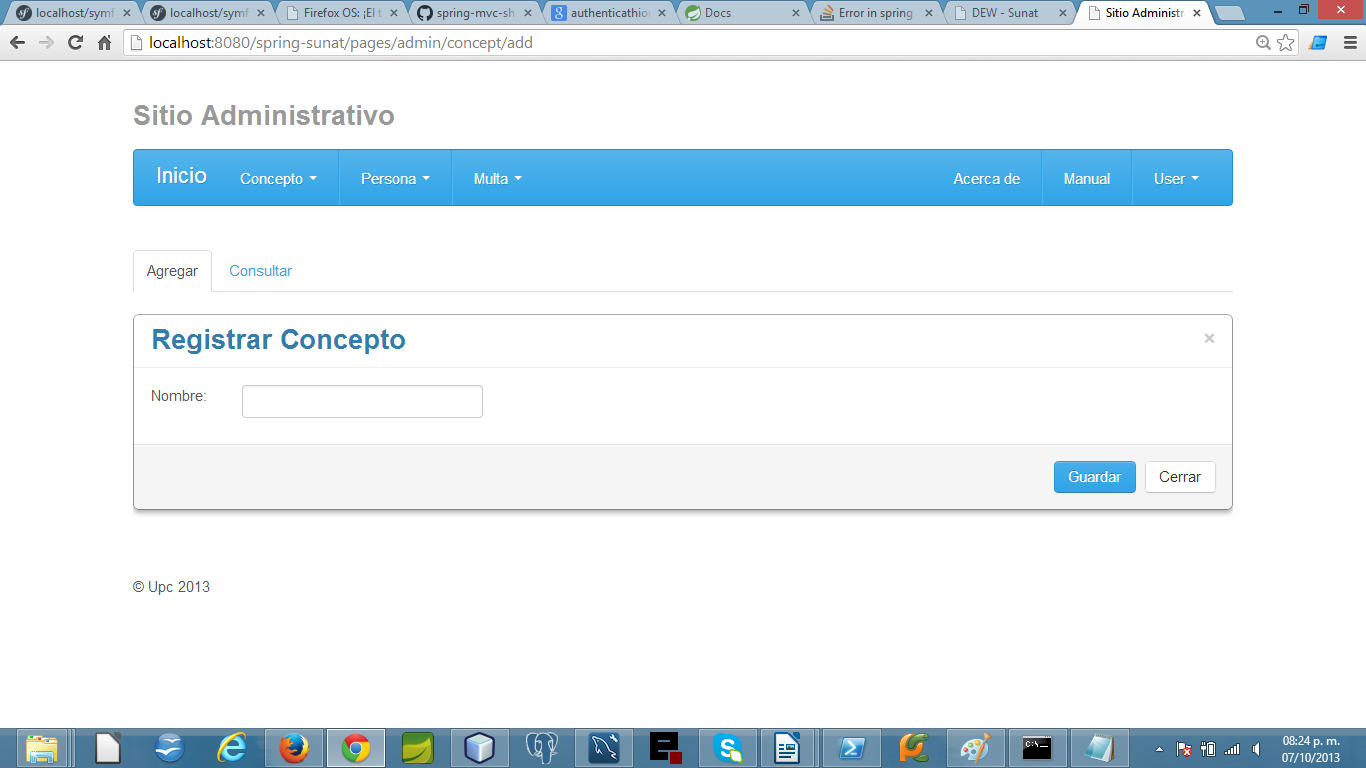 localhost/symf
localhost/symf
Firefox OS: ¡El t
spring-mvc-sh
authenticathio
Docs
Error in spring
DEW - Sunat
Sitio Administr
localhost:8080/spring-sunat/pages/admin/concept/add
Sitio Administrativo
Inicio Concepto Persona Multa Acerca de Manual User
Agregar Consultar
Registrar Concepto ×
Nombre:
Guardar Cerrar
© Upc 2013
08:24 p. m.
07/10/2013